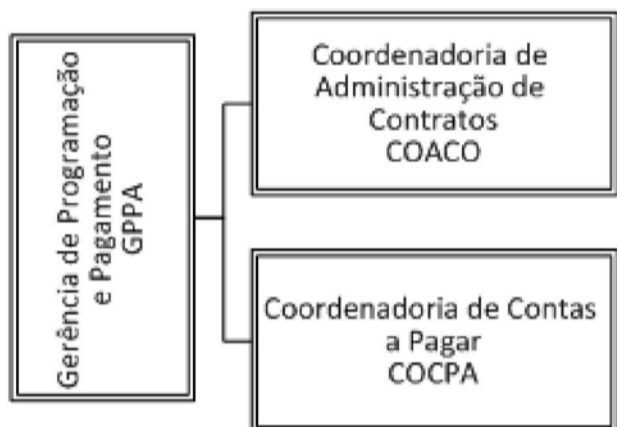 Gerência de Programação
e Pagamento
GPPA
Coordenadoria de
Administração de
Contratos
COACO
Coordenadoria de Contas
a Pagar
COCPA